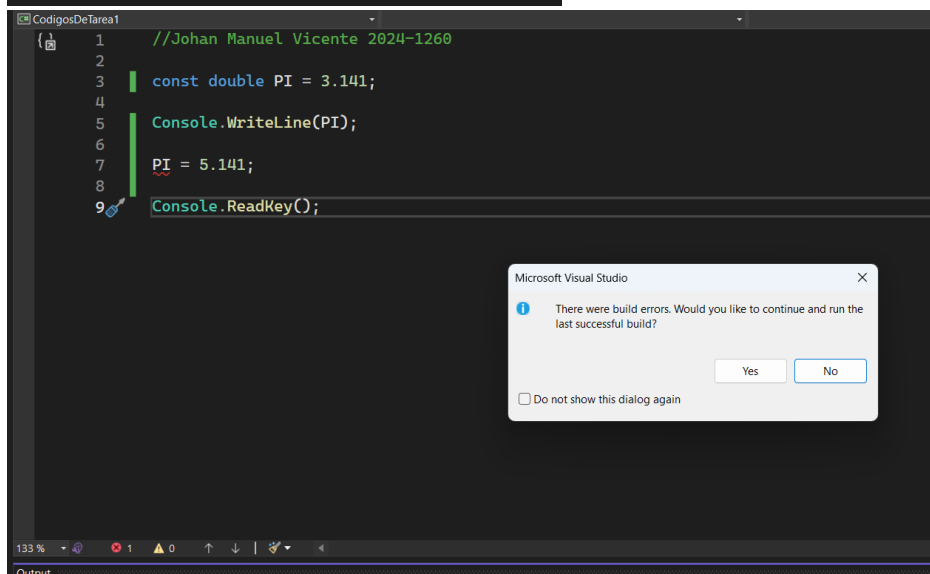 C# CodigosDeTarea1
1 //Johan Manuel Vicente 2024-1260
2
3 const double PI = 3.141;
4
5 Console.WriteLine(PI);
6
7 PI = 5.141;
8
9 Console.ReadKey();
Microsoft Visual Studio
There were build errors. Would you like to continue and run the
last successful build?
Yes No
Do not show this dialog again
133 % 1 0
Output